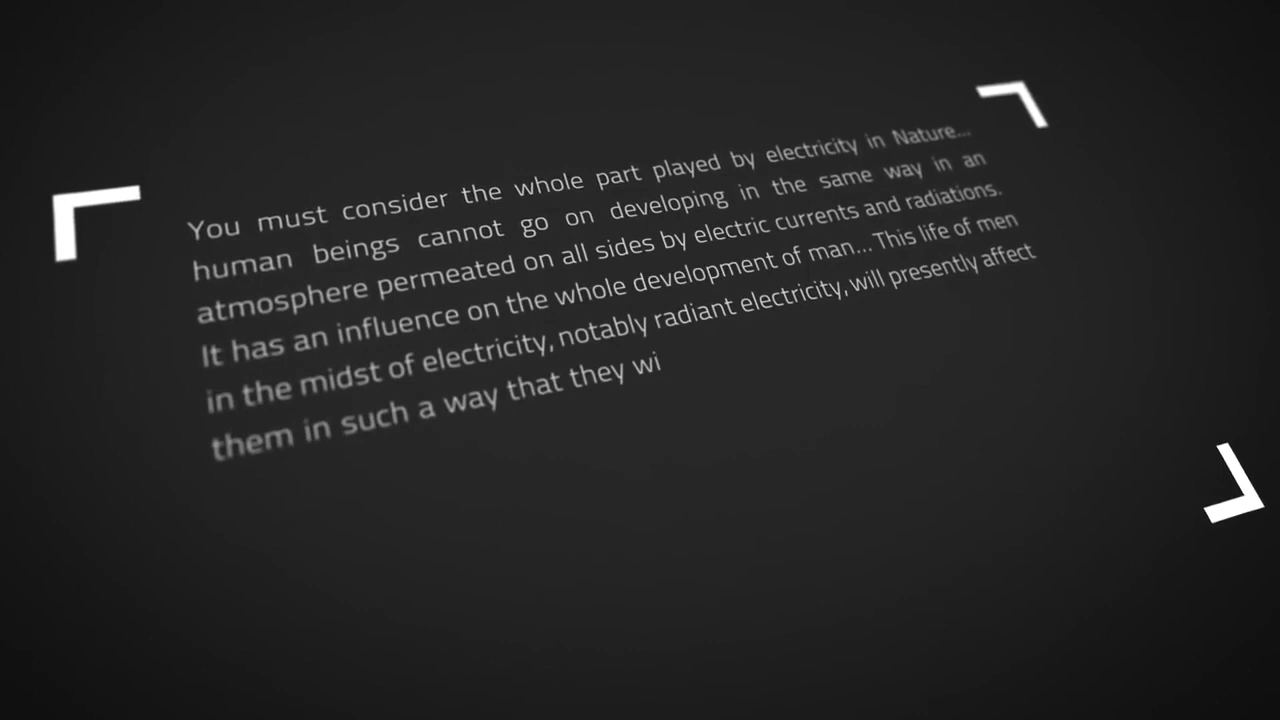 You must consider the whole part played by electricity in Nature...
human beings cannot go on developing in the same way in an
atmosphere permeated on all sides by electric currents and radiations.
It has an influence on the whole development of man... This life of men
in the midst of electricity, notably radiant electricity, will presently affect
them in such a way that they wi